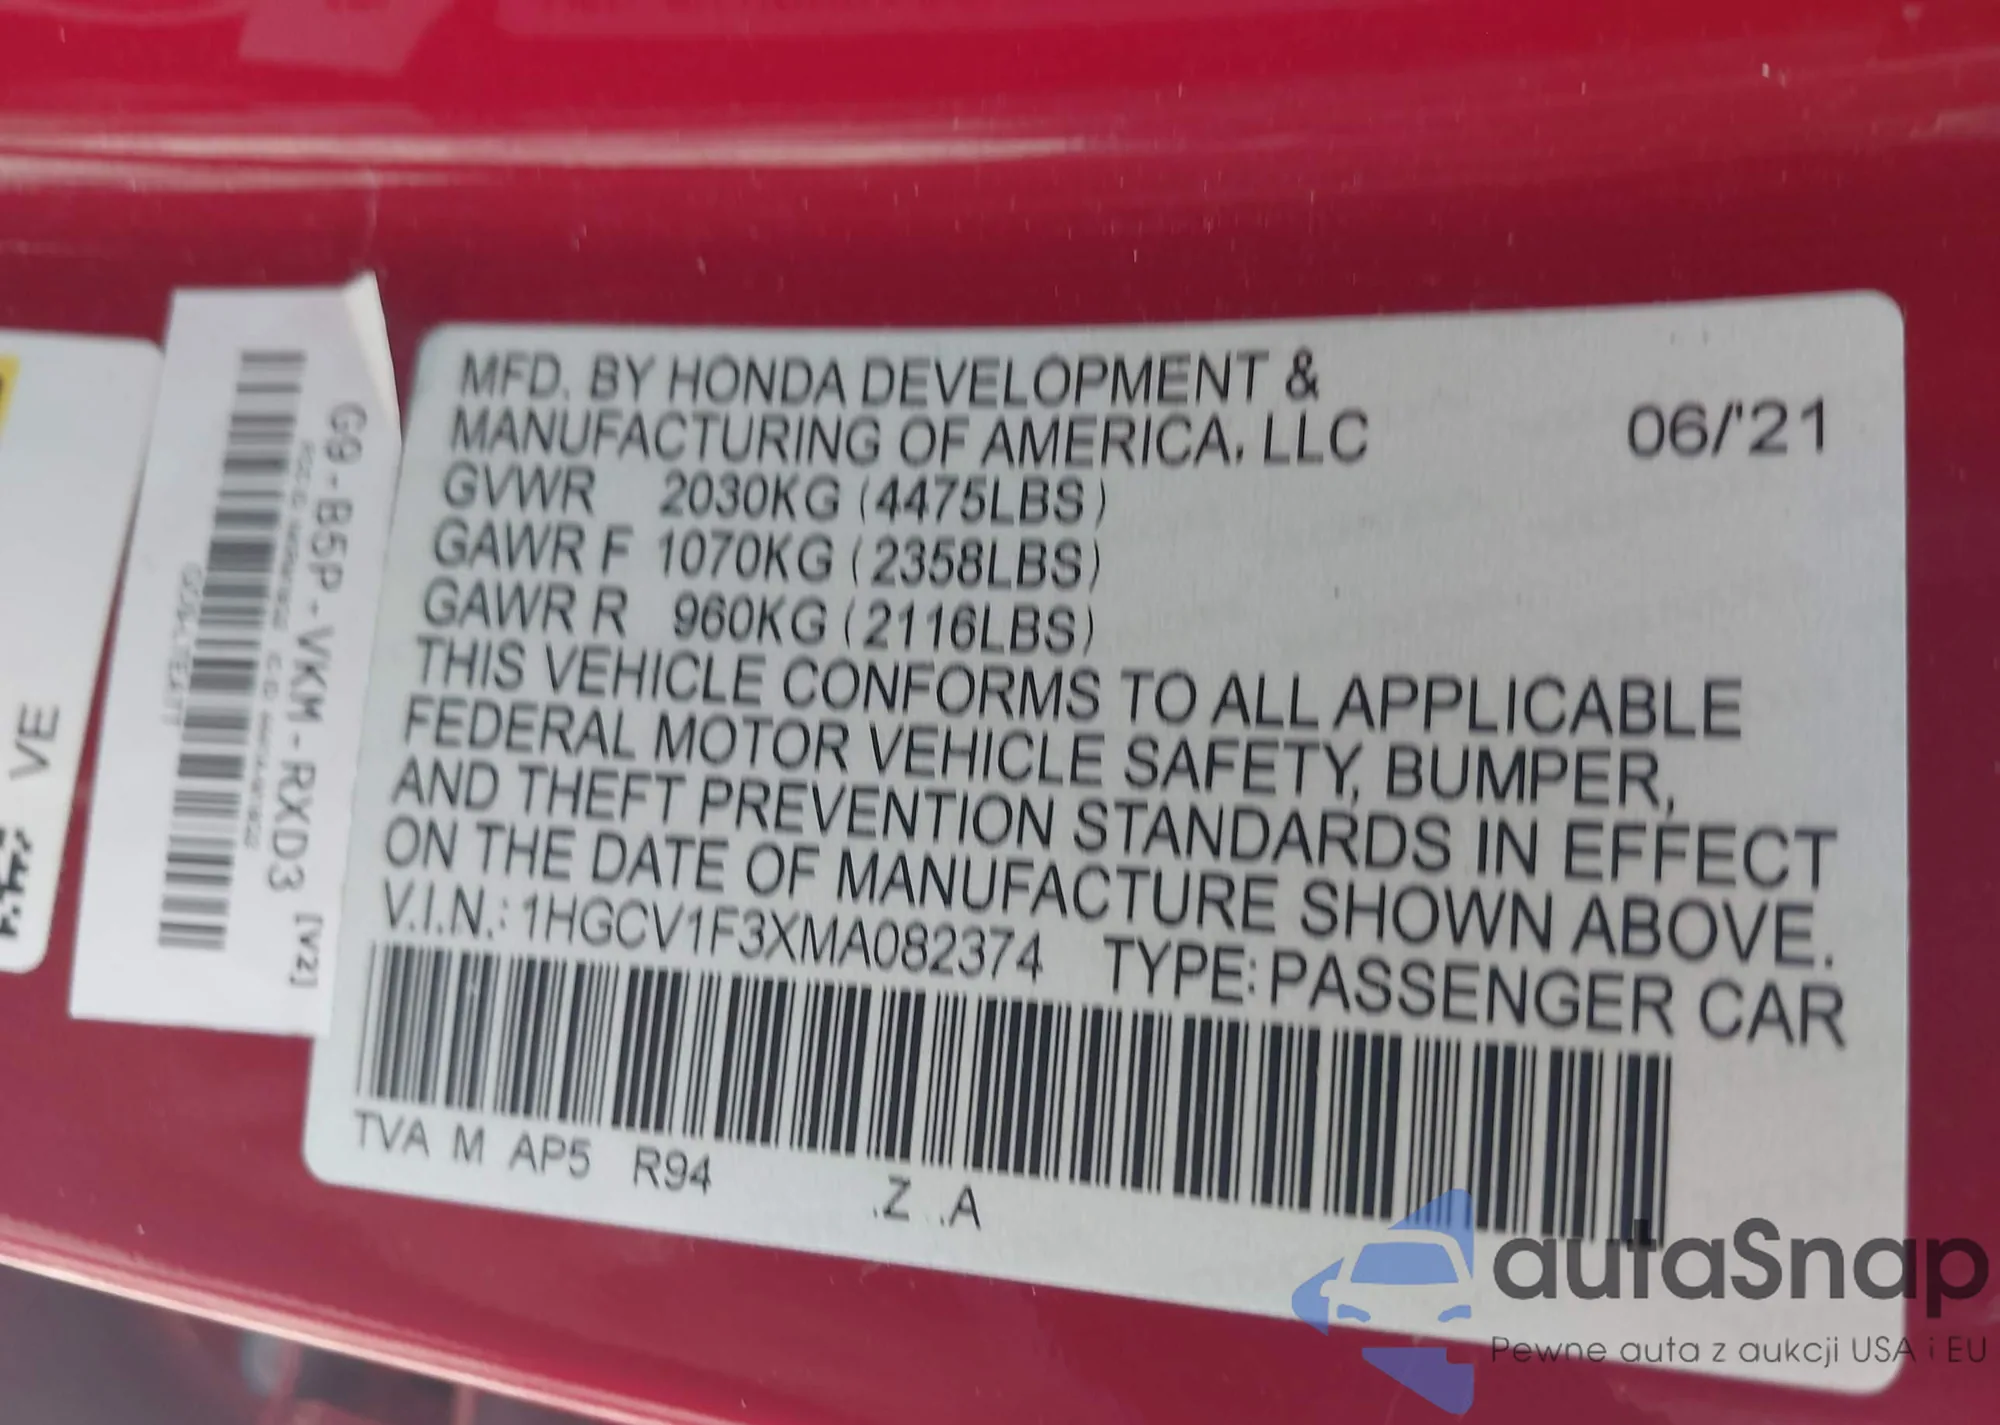 MFD. BY HONDA DEVELOPMENT &
MANUFACTURING OF AMERICA, LLC
06/'21
GVWR 2030KG (4475LBS)
GAWR F 1070KG (2358LBS)
GAWR R 960KG (2116LBS)
THIS VEHICLE CONFORMS TO ALL APPLICABLE
FEDERAL MOTOR VEHICLE SAFETY, BUMPER,
AND THEFT PREVENTION STANDARDS IN EFFECT
ON THE DATE OF MANUFACTURE SHOWN ABOVE.
V.I.N.: 1HGCV1F3XMA082374 TYPE: PASSENGER CAR
TVA M AP5 R94 .Z ..A
G9-B5P-VKM-RXD3 [V2]
VE
autaSnap
Pewne auta z aukcji USA i EU